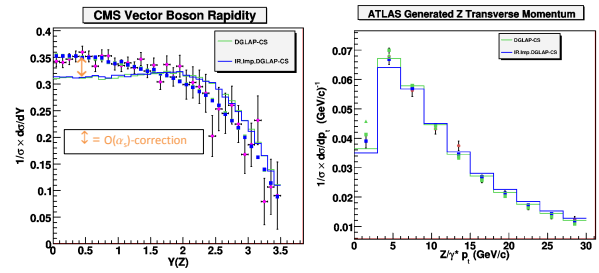 CMS Vector Boson Rapidity
1/σ × dσ/dY
0.4
0.35
0.3
0.25
0.2
0.15
0.1
0.05
0
DGLAP-CS
IR.Imp.DGLAP-CS
↕ = O(αs)-correction
0 0.5 1 1.5 2 2.5 3 3.5
Y(Z)
ATLAS Generated Z Transverse Momentum
1/σ × dσ/dpt (GeV/c)⁻¹
0.07
0.06
0.05
0.04
0.03
0.02
0.01
DGLAP-CS
IR.Imp.DGLAP-CS
0 5 10 15 20 25 30
Z/γ* pt (GeV/c)